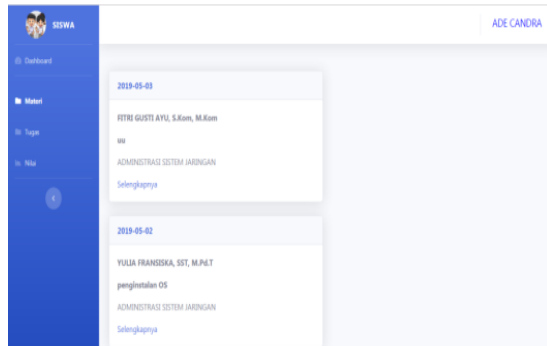 SISWA
ADE CANDRA
Dashboard
Materi
Tugas
Nilai
2019-05-03
FITRI GUSTI AYU, S.Kom, M.Kom
uu
ADMINISTRASI SISTEM JARINGAN
Selengkapnya
2019-05-02
YULIA FRANSISKA, SST, M.Pd.T
penginstalan OS
ADMINISTRASI SISTEM JARINGAN
Selengkapnya